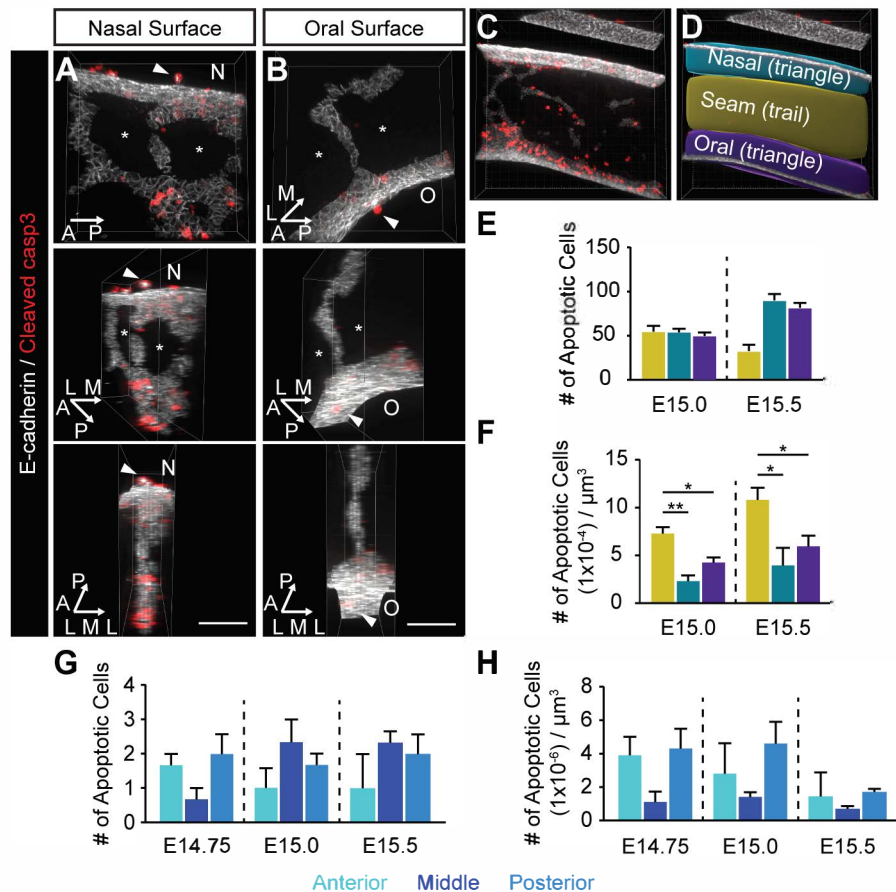 Nasal Surface
Oral Surface
E-cadherin / Cleaved casp3
A
N
*
*
A P
N
*
*
L M
A
P
N
P
A
L M L
B
*
*
M
L
A P
O
*
*
L M
A
P
O
P
A
L M L
O
C
D
Nasal (triangle)
Seam (trail)
Oral (triangle)
E
# of Apoptotic Cells
150
100
50
0
E15.0
E15.5
F
# of Apoptotic Cells
(1x10⁻⁴) / µm³
15
10
5
0
**
*
*
*
E15.0
E15.5
G
# of Apoptotic Cells
4
3
2
1
0
E14.75
E15.0
E15.5
H
# of Apoptotic Cells
(1x10⁻⁶) / µm³
8
6
4
2
0
E14.75
E15.0
E15.5
Anterior Middle Posterior